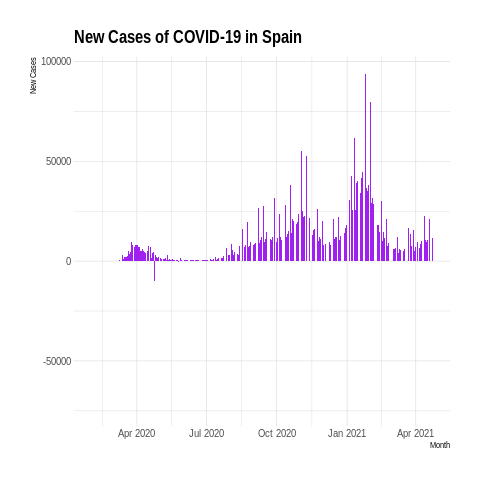 New Cases of COVID-19 in Spain
New Cases
100000
50000
0
-50000
Apr 2020 Jul 2020 Oct 2020 Jan 2021 Apr 2021
Month